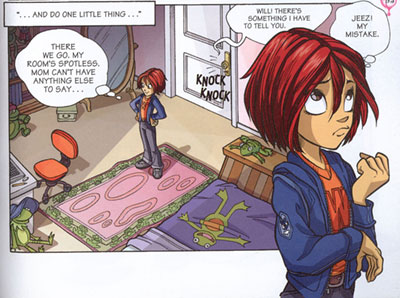 "... AND DO ONE LITTLE THING..."
THERE
WE GO. MY
ROOM'S SPOTLESS.
MOM CAN'T HAVE
ANYTHING ELSE
TO SAY...
KNOCK
KNOCK
WILL! THERE'S
SOMETHING I HAVE
TO TELL YOU.
JEEZ!
MY
MISTAKE.
W